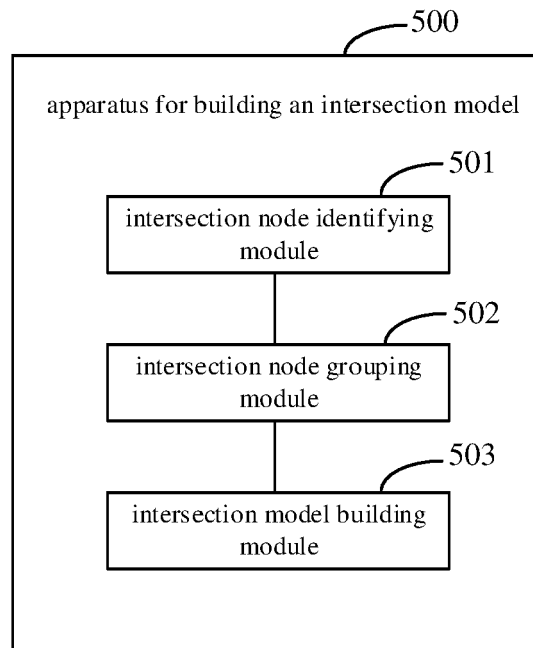 500
apparatus for building an intersection model
501
intersection node identifying
module
502
intersection node grouping
module
503
intersection model building
module